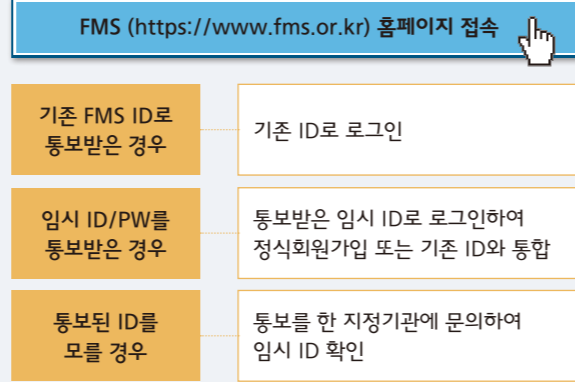 FMS (https://www.fms.or.kr) 홈페이지 접속
기존 FMS ID로
통보받은 경우
기존 ID로 로그인
임시 ID/PW를
통보받은 경우
통보받은 임시 ID로 로그인하여
정식회원가입 또는 기존 ID와 통합
통보된 ID를
모를 경우
통보를 한 지정기관에 문의하여
임시 ID 확인